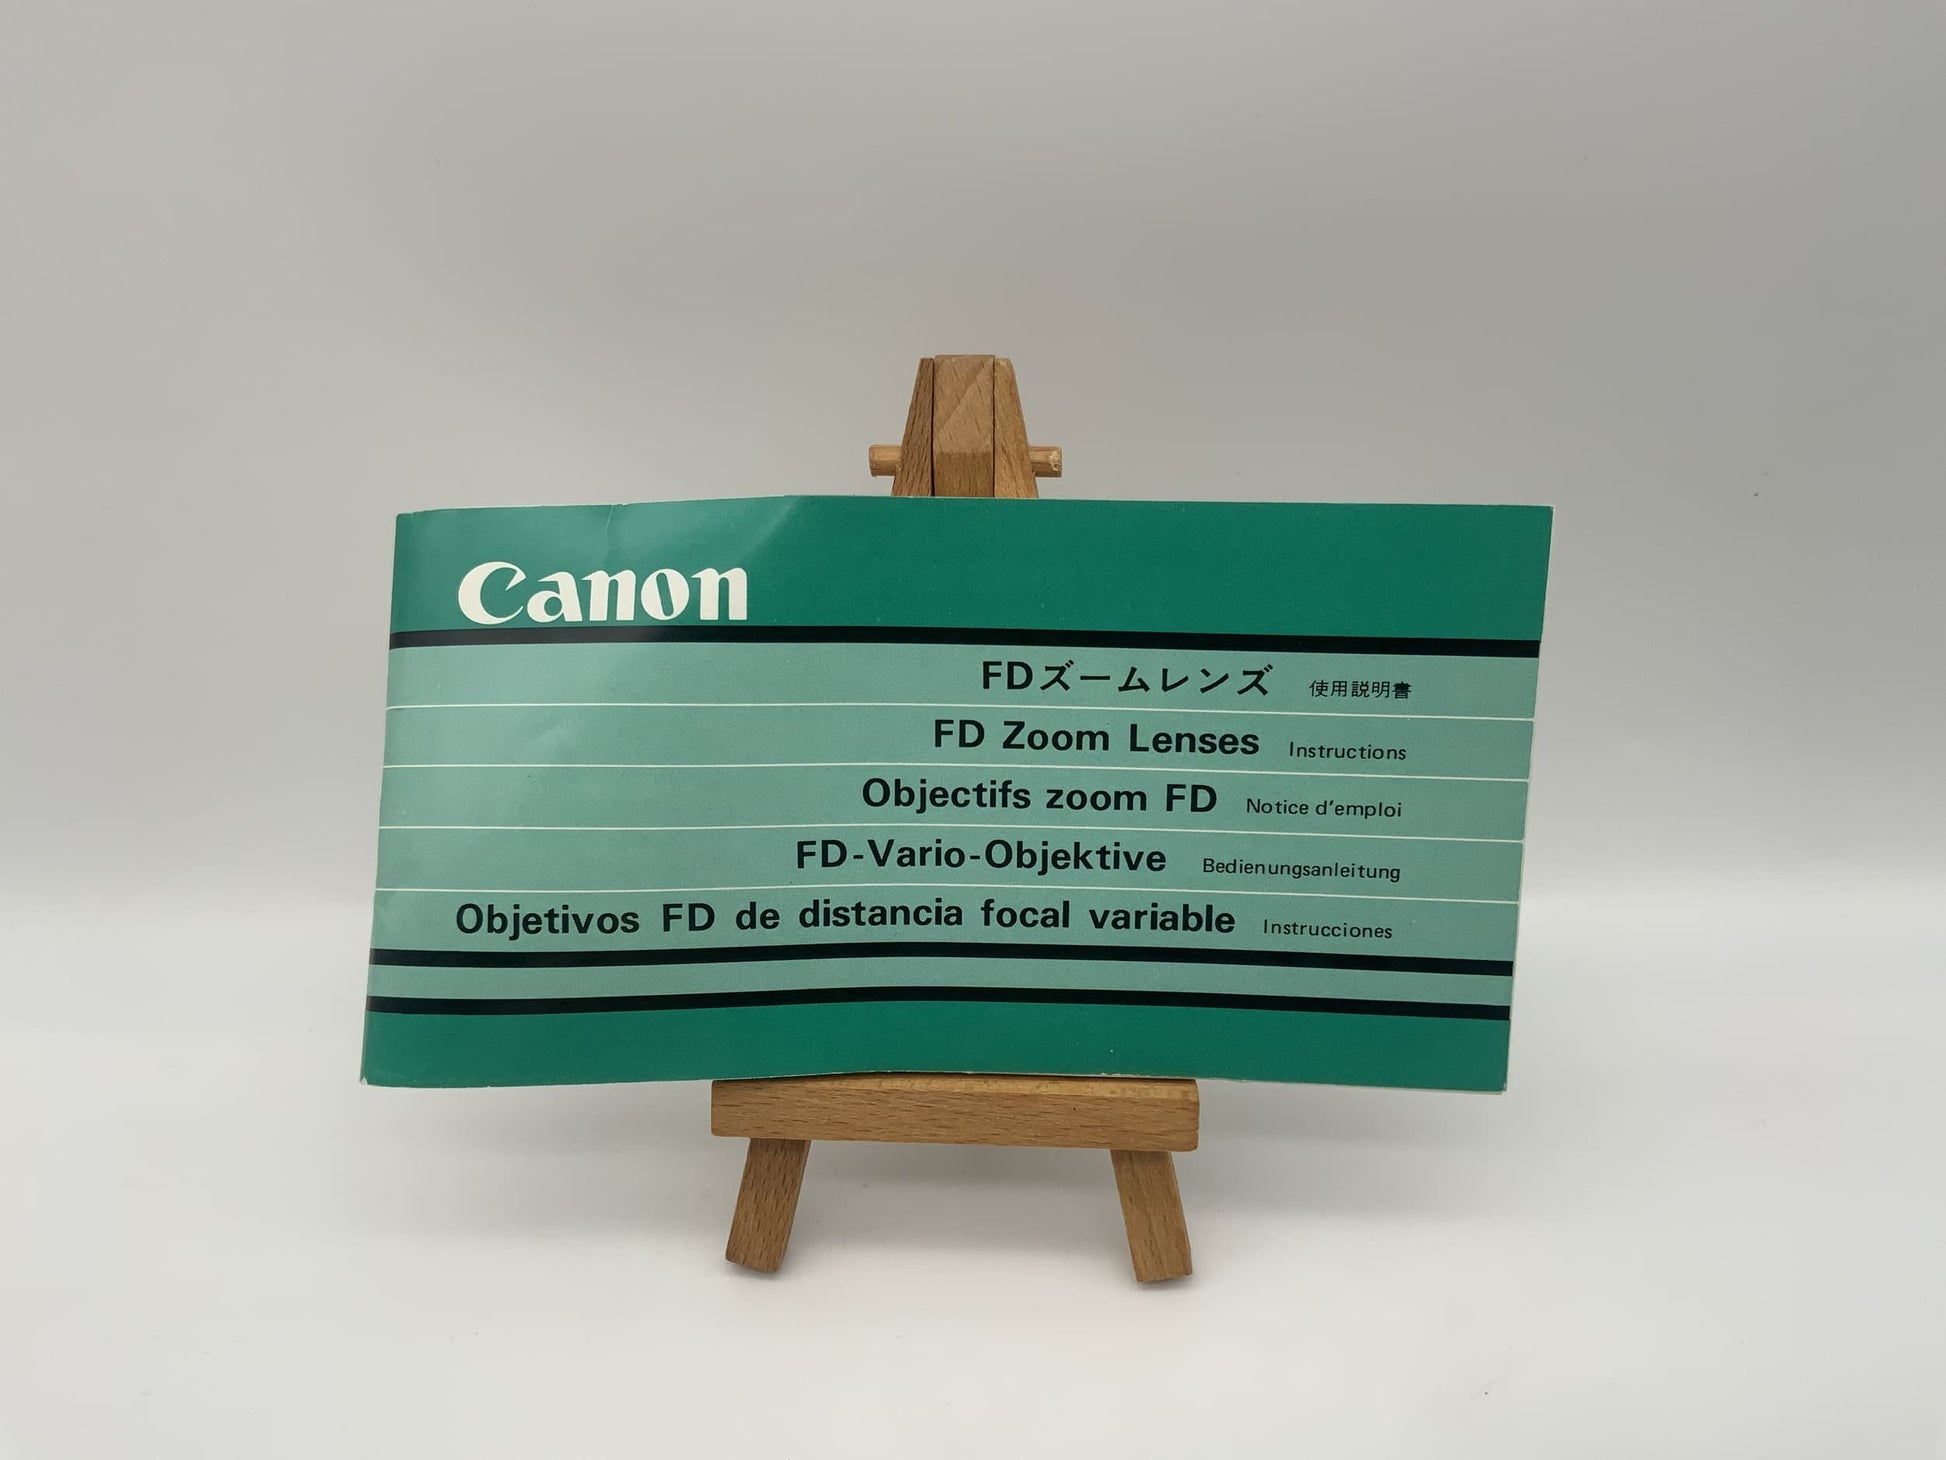 Canon
FDズームレンズ 使用説明書
FD Zoom Lenses Instructions
Objectifs zoom FD Notice d'emploi
FD-Vario-Objektive Bedienungsanleitung
Objetivos FD de distancia focal variable Instrucciones